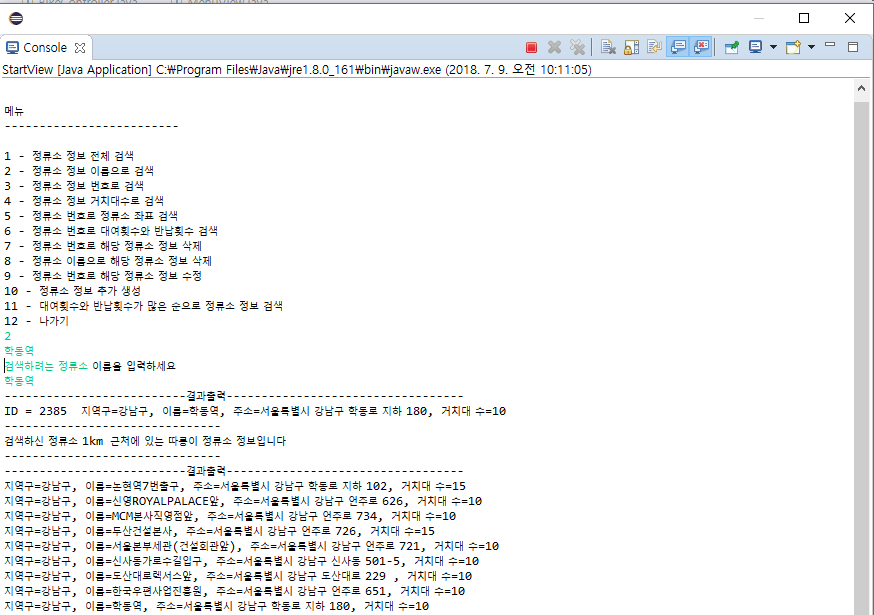 Console
StartView [Java Application] C:₩Program Files₩Java₩jre1.8.0_161₩bin₩javaw.exe (2018. 7. 9. 오전 10:11:05)
메뉴
-------------------------
1 - 정류소 정보 전체 검색
2 - 정류소 정보 이름으로 검색
3 - 정류소 정보 번호로 검색
4 - 정류소 정보 거치대수로 검색
5 - 정류소 번호로 정류소 좌표 검색
6 - 정류소 번호로 대여횟수와 반납횟수 검색
7 - 정류소 번호로 해당 정류소 정보 삭제
8 - 정류소 이름으로 해당 정류소 정보 삭제
9 - 정류소 번호로 해당 정류소 정보 수정
10 - 정류소 정보 추가 생성
11 - 대여횟수와 반납횟수가 많은 순으로 정류소 정보 검색
12 - 나가기
2
학동역
검색하려는 정류소 이름을 입력하세요
학동역
--------------------------결과출력----------------------------------
ID = 2385  지역구=강남구, 이름=학동역, 주소=서울특별시 강남구 학동로 지하 180, 거치대 수=10
-------------------------------
검색하신 정류소 1km 근처에 있는 따릉이 정류소 정보입니다
-------------------------------
--------------------------결과출력----------------------------------
지역구=강남구, 이름=논현역7번출구, 주소=서울특별시 강남구 학동로 지하 102, 거치대 수=15
지역구=강남구, 이름=신영ROYALPALACE앞, 주소=서울특별시 강남구 언주로 626, 거치대 수=10
지역구=강남구, 이름=MCM본사직영점앞, 주소=서울특별시 강남구 언주로 734, 거치대 수=10
지역구=강남구, 이름=두산건설본사, 주소=서울특별시 강남구 언주로 726, 거치대 수=15
지역구=강남구, 이름=서울본부세관(건설회관앞), 주소=서울특별시 강남구 언주로 721, 거치대 수=10
지역구=강남구, 이름=신사동가로수길입구, 주소=서울특별시 강남구 신사동 501-5, 거치대 수=10
지역구=강남구, 이름=도산대로렉서스앞, 주소=서울특별시 강남구 도산대로 229 , 거치대 수=10
지역구=강남구, 이름=한국우편사업진흥원, 주소=서울특별시 강남구 언주로 651, 거치대 수=10
지역구=강남구, 이름=학동역, 주소=서울특별시 강남구 학동로 지하 180, 거치대 수=10